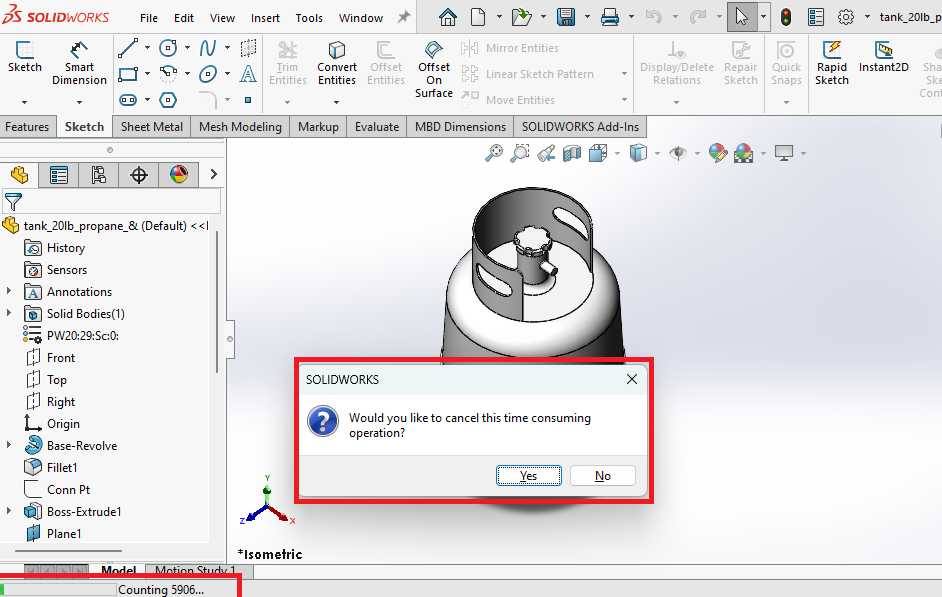 SOLIDWORKS
File Edit View Insert Tools Window
tank_20lb_p
Sketch
Smart
Dimension
Trim
Entities
Convert
Entities
Offset
Entities
Offset
On
Surface
Mirror Entities
Linear Sketch Pattern
Move Entities
Display/Delete
Relations
Repair
Sketch
Quick
Snaps
Rapid
Sketch
Instant2D
Sha
Ske
Cont
Features Sketch Sheet Metal Mesh Modeling Markup Evaluate MBD Dimensions SOLIDWORKS Add-Ins
tank_20lb_propane_& (Default) <<
History
Sensors
A Annotations
Solid Bodies(1)
PW20:29:Sc:0:
Front
Top
Right
Origin
Base-Revolve
Fillet1
Conn Pt
Boss-Extrude1
Plane1
SOLIDWORKS
Would you like to cancel this time consuming
operation?
Yes No
Y
Z
X
*Isometric
Model Motion Study 1
Counting 5906...